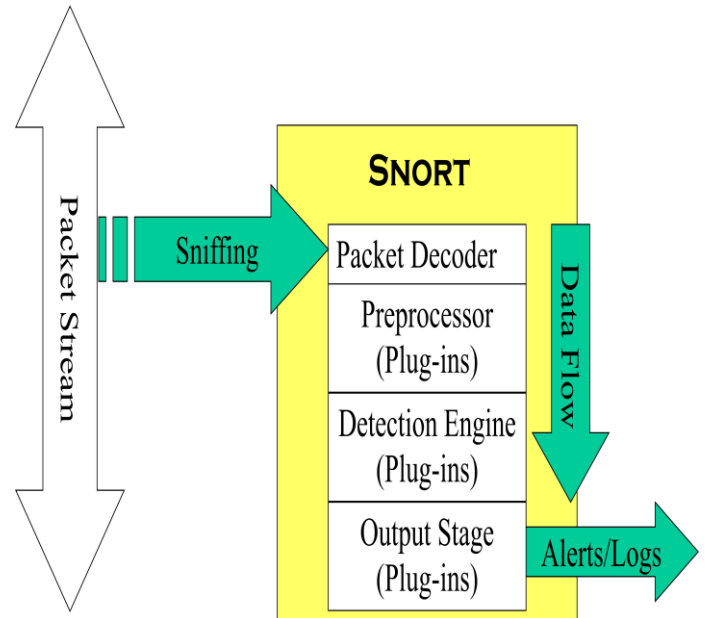 SNORT
Packet Stream
Sniffing
Packet Decoder
Preprocessor
(Plug-ins)
Detection Engine
(Plug-ins)
Output Stage
(Plug-ins)
Data Flow
Alerts/Logs